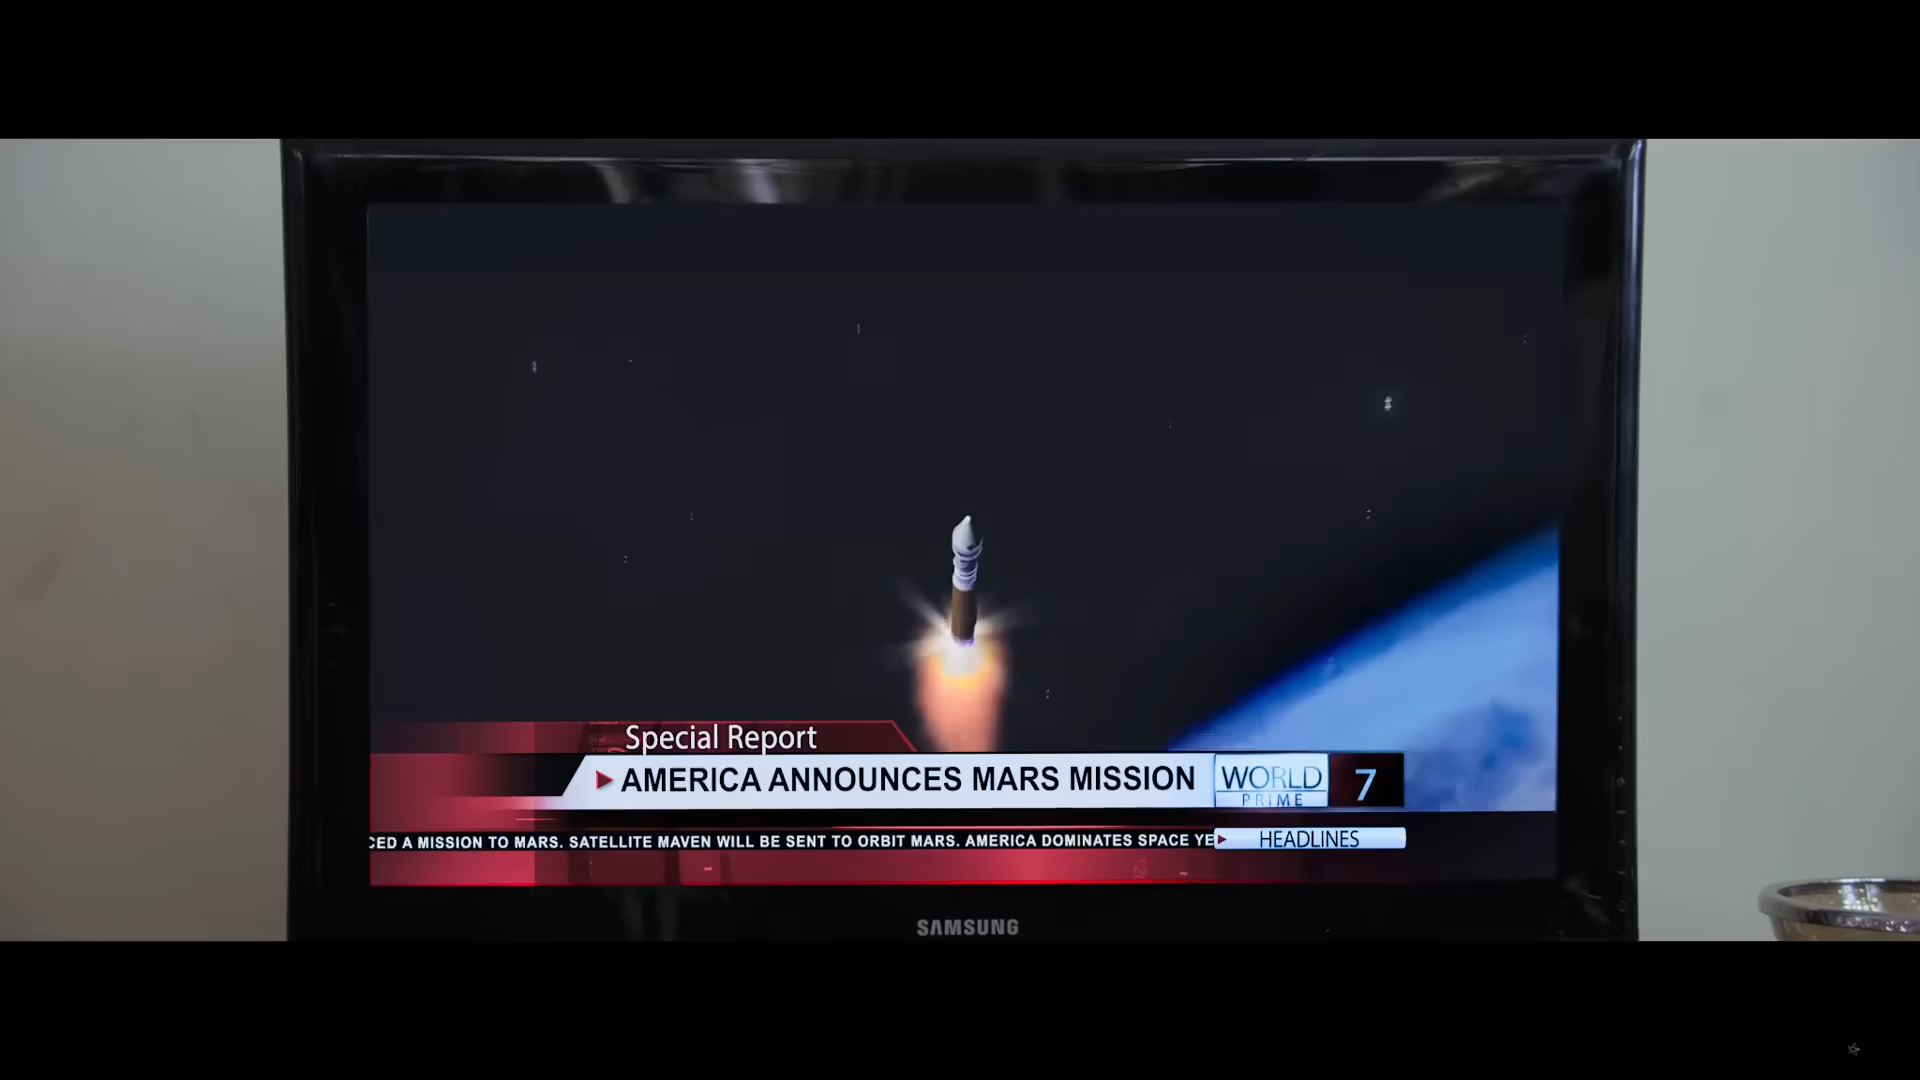 Special Report
AMERICA ANNOUNCES MARS MISSION
WORLD
PRIME
7
CED A MISSION TO MARS. SATELLITE MAVEN WILL BE SENT TO ORBIT MARS. AMERICA DOMINATES SPACE YE
HEADLINES
SAMSUNG